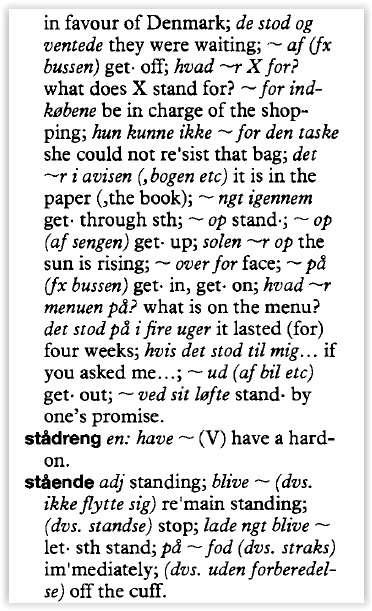 in favour of Denmark; de stod og
ventede they were waiting; ~ af (fx
bussen) get· off; hvad ~r X for?
what does X stand for? ~ for ind-
købene be in charge of the shop-
ping; hun kunne ikke ~ for den taske
she could not re'sist that bag; det
~r i avisen (,bogen etc) it is in the
paper (,the book); ~ ngt igennem
get· through sth; ~ op stand·; ~ op
(af sengen) get· up; solen ~r op the
sun is rising; ~ over for face; ~ på
(fx bussen) get· in, get· on; hvad ~r
menuen på? what is on the menu?
det stod på i fire uger it lasted (for)
four weeks; hvis det stod til mig... if
you asked me...; ~ ud (af bil etc)
get· out; ~ ved sit løfte stand· by
one's promise.
stådreng en: have ~ (V) have a hard-
on.
stående adj standing; blive ~ (dvs.
ikke flytte sig) re'main standing;
(dvs. standse) stop; lade ngt blive ~
let· sth stand; på ~ fod (dvs. straks)
im'mediately; (dvs. uden forberedel-
se) off the cuff.